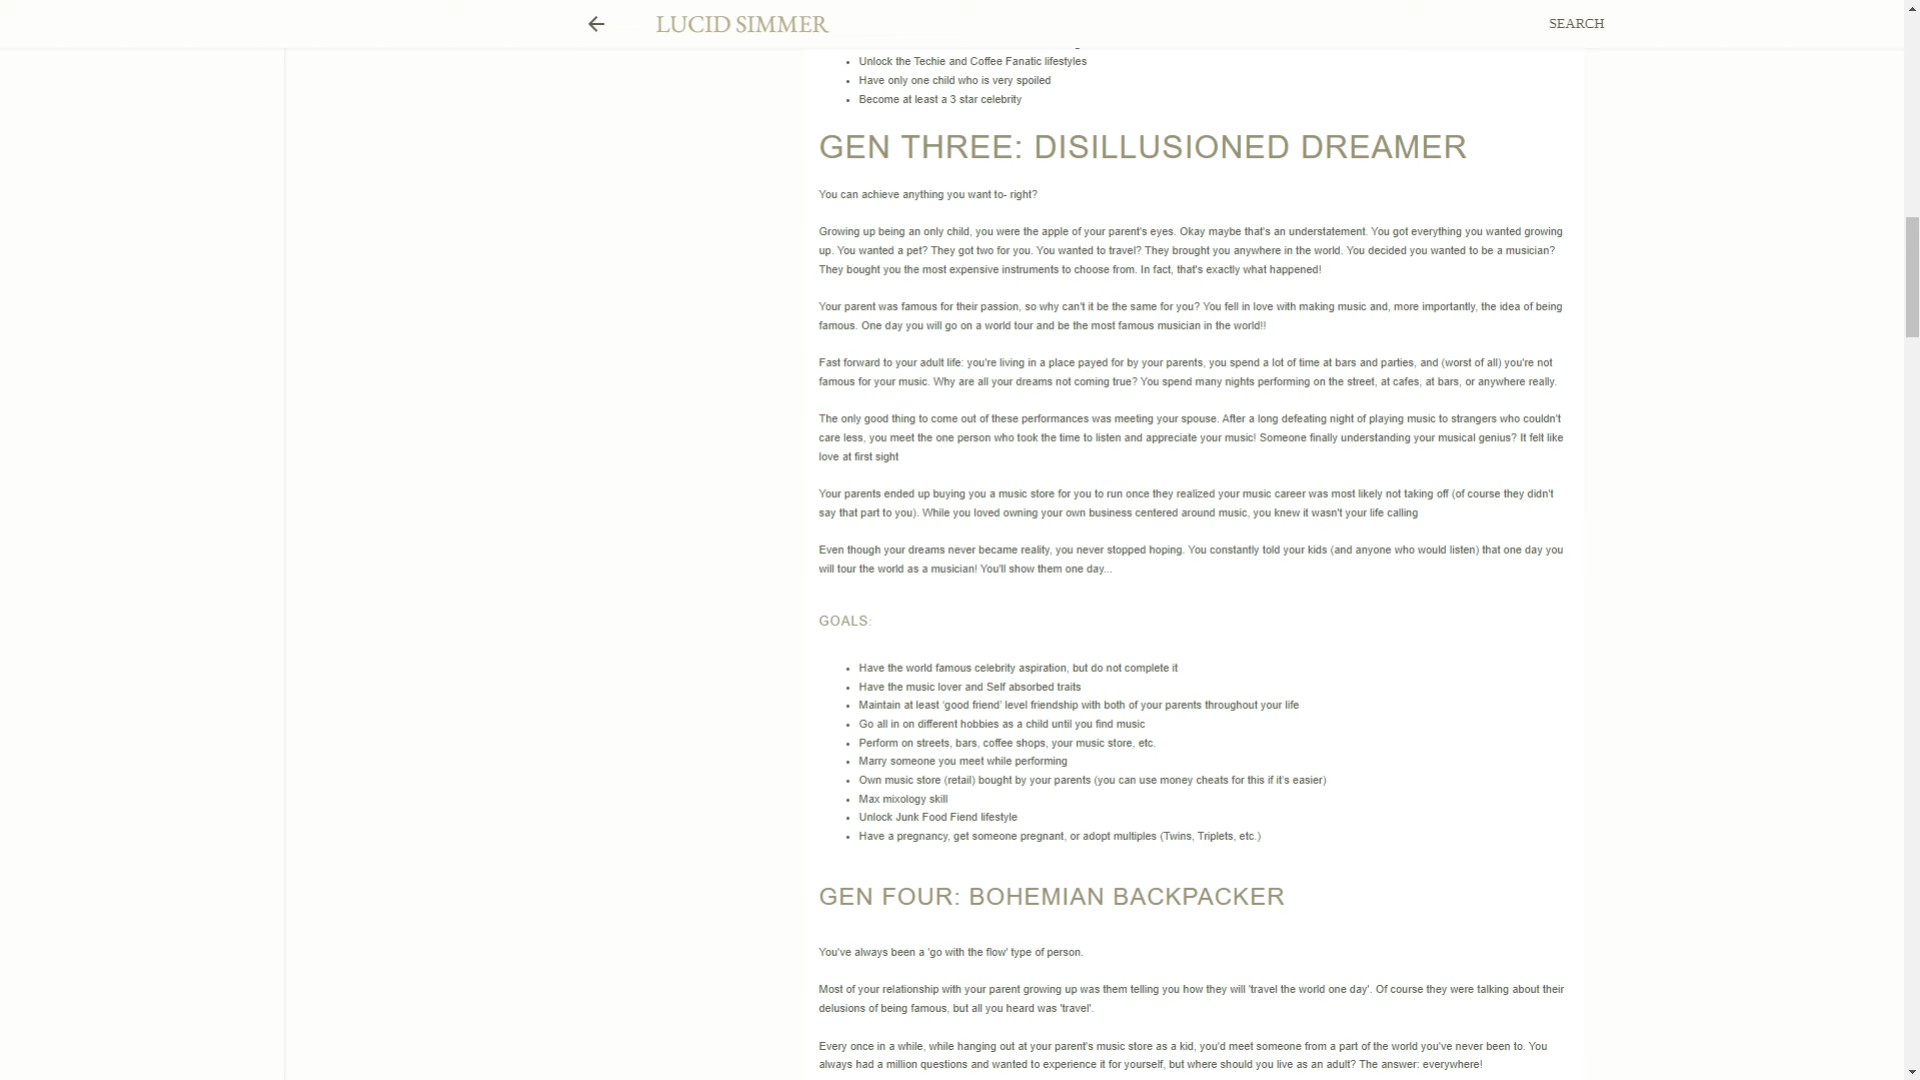 LUCID SIMMER
SEARCH
Unlock the Techie and Coffee Fanatic lifestyles
Have only one child who is very spoiled
Become at least a 3 star celebrity
GEN THREE: DISILLUSIONED DREAMER
You can achieve anything you want to- right?
Growing up being an only child, you were the apple of your parent's eyes. Okay maybe that's an understatement. You got everything you wanted growing
up. You wanted a pet? They got two for you. You wanted to travel? They brought you anywhere in the world. You decided you wanted to be a musician?
They bought you the most expensive instruments to choose from. In fact, that's exactly what happened!
Your parent was famous for their passion, so why can't it be the same for you? You fell in love with making music and, more importantly, the idea of being
famous. One day you will go on a world tour and be the most famous musician in the world!!
Fast forward to your adult life: you're living in a place payed for by your parents, you spend a lot of time at bars and parties, and (worst of all) you're not
famous for your music. Why are all your dreams not coming true? You spend many nights performing on the street, at cafes, at bars, or anywhere really.
The only good thing to come out of these performances was meeting your spouse. After a long defeating night of playing music to strangers who couldn't
care less, you meet the one person who took the time to listen and appreciate your music! Someone finally understanding your musical genius? It felt like
love at first sight
Your parents ended up buying you a music store for you to run once they realized your music career was most likely not taking off (of course they didn't
say that part to you). While you loved owning your own business centered around music, you knew it wasn't your life calling
Even though your dreams never became reality, you never stopped hoping. You constantly told your kids (and anyone who would listen) that one day you
will tour the world as a musician! You'll show them one day...
GOALS:
Have the world famous celebrity aspiration, but do not complete it
Have the music lover and Self absorbed traits
Maintain at least 'good friend' level friendship with both of your parents throughout your life
Go all in on different hobbies as a child until you find music
Perform on streets, bars, coffee shops, your music store, etc.
Marry someone you meet while performing
Own music store (retail) bought by your parents (you can use money cheats for this if it's easier)
Max mixology skill
Unlock Junk Food Fiend lifestyle
Have a pregnancy, get someone pregnant, or adopt multiples (Twins, Triplets, etc.)
GEN FOUR: BOHEMIAN BACKPACKER
You've always been a 'go with the flow' type of person.
Most of your relationship with your parent growing up was them telling you how they will 'travel the world one day'. Of course they were talking about their
delusions of being famous, but all you heard was 'travel'.
Every once in a while, while hanging out at your parent's music store as a kid, you'd meet someone from a part of the world you've never been to. You
always had a million questions and wanted to experience it for yourself, but where should you live as an adult? The answer: everywhere!